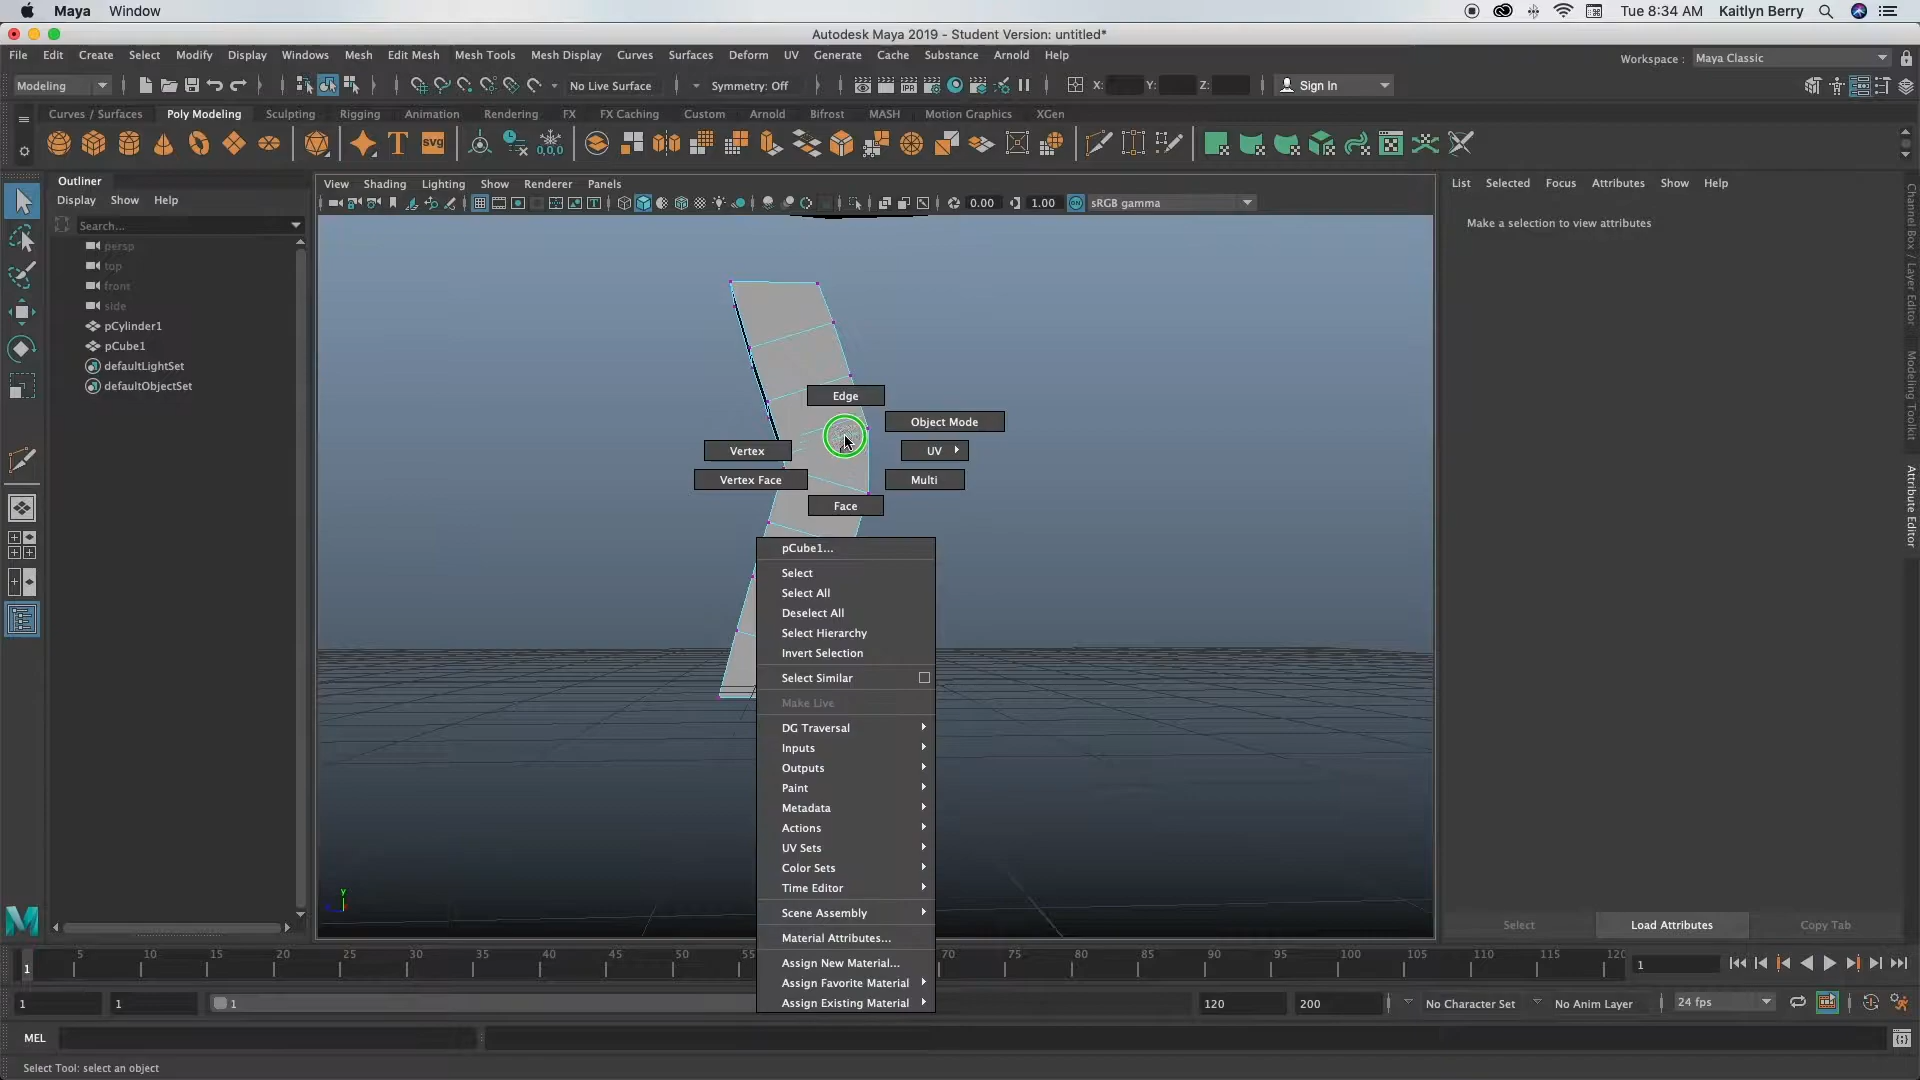 Maya Window Tue 8:34 AM Kaitlyn Berry
Autodesk Maya 2019 - Student Version: untitled*
File Edit Create Select Modify Display Windows Mesh Edit Mesh Mesh Tools Mesh Display Curves Surfaces Deform UV Generate Cache Substance Arnold Help Workspace : Maya Classic
Modeling No Live Surface Symmetry: Off X: Y: Z: Sign In
Curves / Surfaces Poly Modeling Sculpting Rigging Animation Rendering FX FX Caching Custom Arnold Bifrost MASH Motion Graphics XGen
T SVG 0,0,0
Outliner
Display Show Help
Search...
persp
top
front
side
pCylinder1
pCube1
defaultLightSet
defaultObjectSet
View Shading Lighting Show Renderer Panels
0.00 1.00 ON sRGB gamma
Edge
Object Mode
Vertex UV
Vertex Face Multi
Face
pCube1...
Select
Select All
Deselect All
Select Hierarchy
Invert Selection
Select Similar
Make Live
DG Traversal
Inputs
Outputs
Paint
Metadata
Actions
UV Sets
Color Sets
Time Editor
Scene Assembly
Material Attributes...
Assign New Material...
Assign Favorite Material
Assign Existing Material
y
List Selected Focus Attributes Show Help
Make a selection to view attributes
Channel Box / Layer Editor
Modeling Toolkit
Attribute Editor
Select Load Attributes Copy Tab
1 5 10 15 20 25 30 35 40 45 50 55 70 75 80 85 90 95 100 105 110 115 120 1
1 1 1 120 200 No Character Set No Anim Layer 24 fps
MEL
Select Tool: select an object